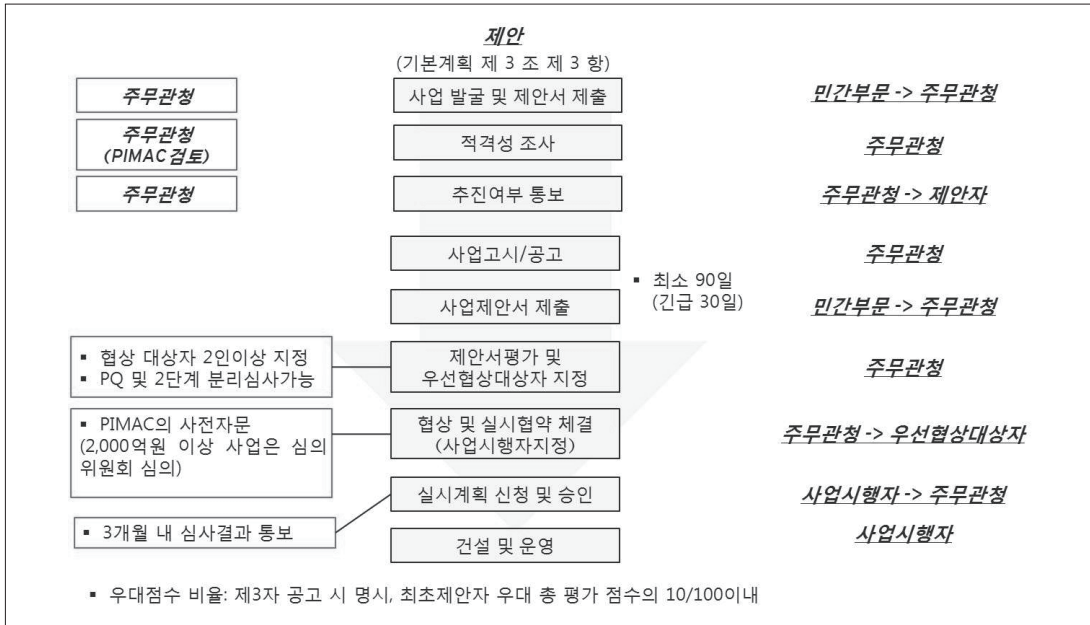 제안
(기본계획 제 3 조 제 3 항)
주무관청
사업 발굴 및 제안서 제출
민간부문 -> 주무관청
주무관청
(PIMAC검토)
적격성 조사
주무관청
주무관청
추진여부 통보
주무관청 -> 제안자
사업고시/공고
주무관청
▪ 최소 90일
(긴급 30일)
사업제안서 제출
민간부문 -> 주무관청
▪ 협상 대상자 2인이상 지정
▪ PQ 및 2단계 분리심사가능
제안서평가 및
우선협상대상자 지정
주무관청
▪ PIMAC의 사전자문
(2,000억원 이상 사업은 심의
위원회 심의)
협상 및 실시협약 체결
(사업시행자지정)
주무관청 -> 우선협상대상자
실시계획 신청 및 승인
사업시행자 -> 주무관청
▪ 3개월 내 심사결과 통보
건설 및 운영
사업시행자
▪ 우대점수 비율: 제3자 공고 시 명시, 최초제안자 우대 총 평가 점수의 10/100이내